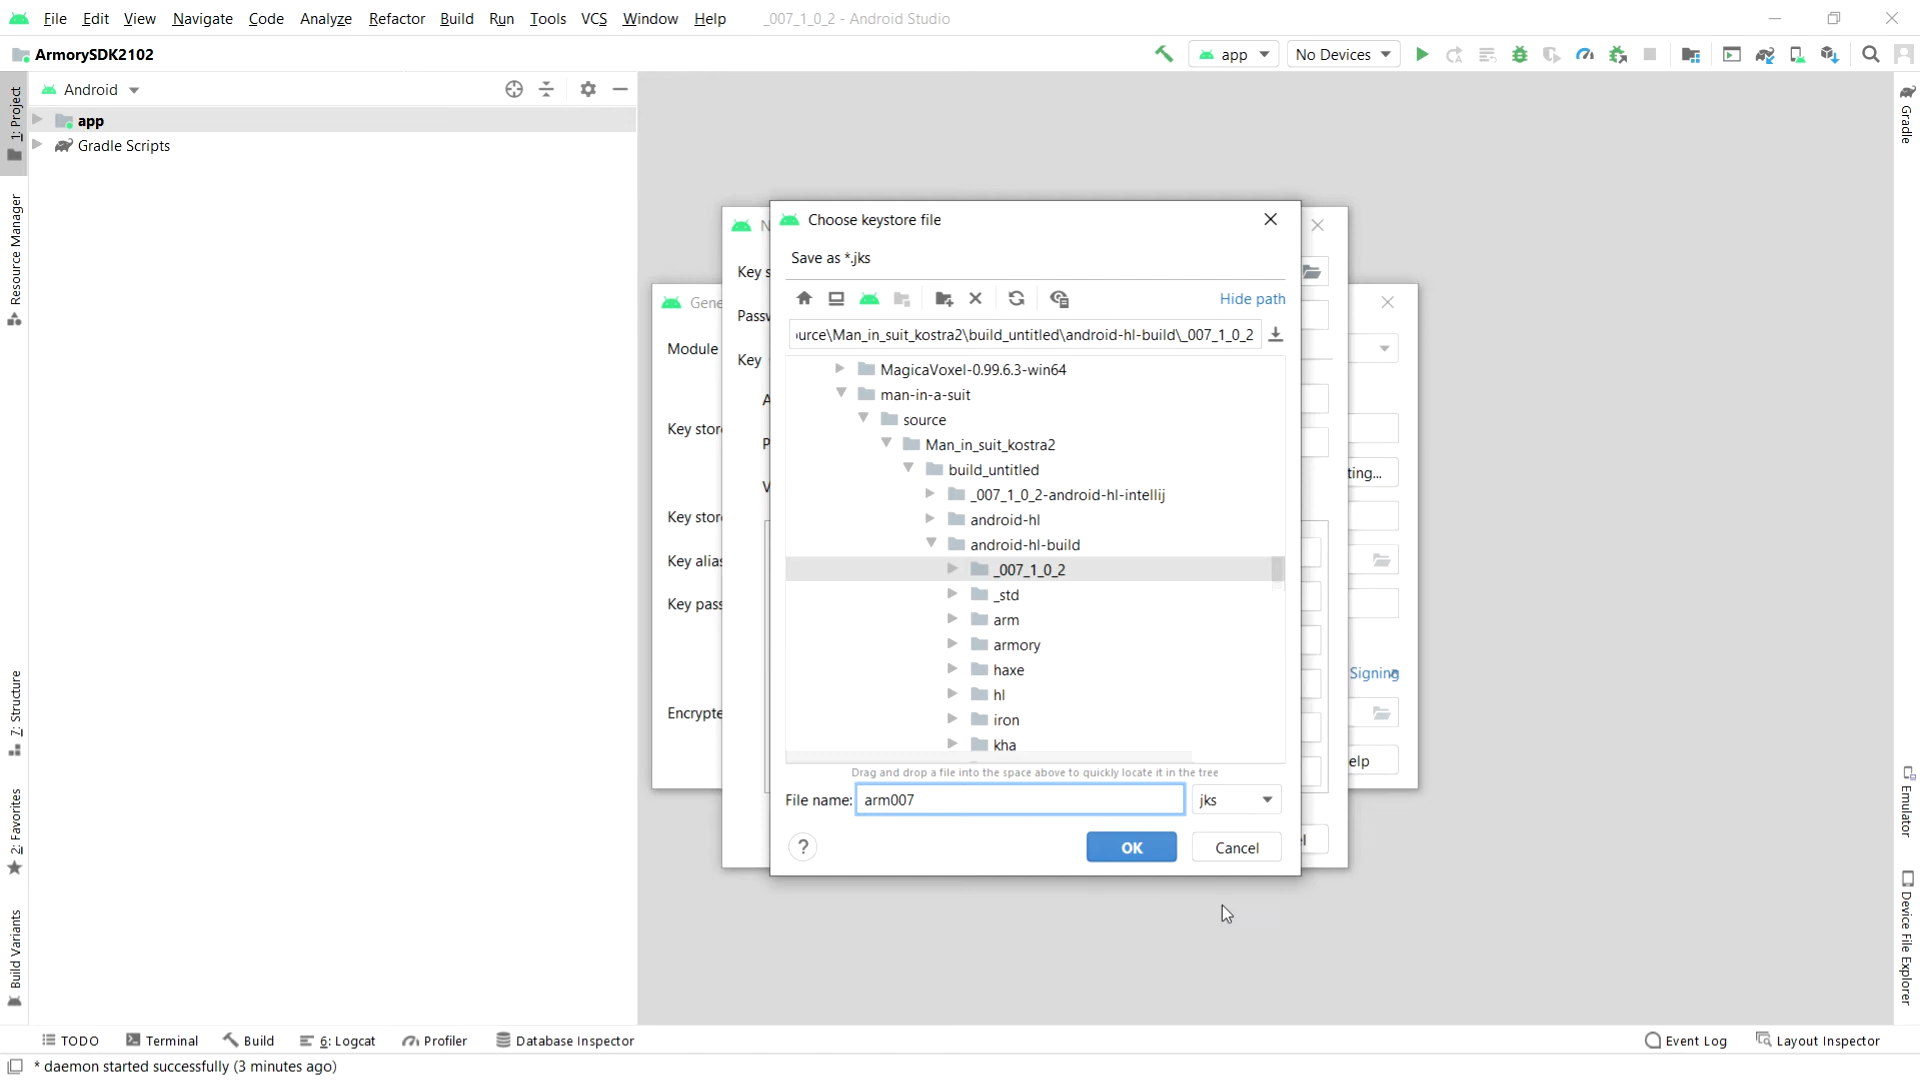 File Edit View Navigate Code Analyze Refactor Build Run Tools VCS Window Help _007_1_0_2 - Android Studio
ArmorySDK2102
app
No Devices
Android
app
Gradle Scripts
1: Project
Resource Manager
7: Structure
2: Favorites
Build Variants
Gradle
Emulator
Device File Explorer
Module
Key store
Key alias
Key pass
Encrypte
ting...
Signing
elp
Key s
Passw
Key
Choose keystore file
Save as *.jks
Hide path
urce\Man_in_suit_kostra2\build_untitled\android-hl-build\_007_1_0_2
MagicaVoxel-0.99.6.3-win64
man-in-a-suit
source
Man_in_suit_kostra2
build_untitled
_007_1_0_2-android-hl-intellij
android-hl
android-hl-build
_007_1_0_2
_std
arm
armory
haxe
hl
iron
kha
Drag and drop a file into the space above to quickly locate it in the tree
File name: arm007 jks
? OK Cancel
TODO Terminal Build 6: Logcat Profiler Database Inspector Event Log Layout Inspector
* daemon started successfully (3 minutes ago)